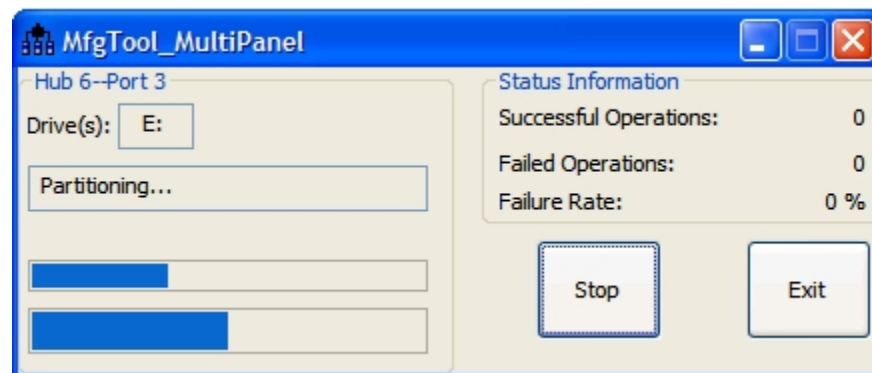 MfgTool_MultiPanel
Hub 6--Port 3
Drive(s): E:
Partitioning...
Status Information
Successful Operations: 0
Failed Operations: 0
Failure Rate: 0 %
Stop
Exit